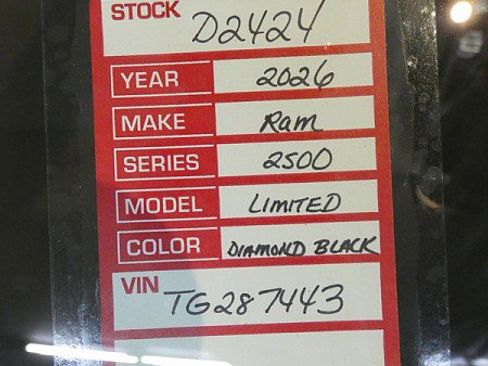 STOCK D2424
YEAR 2026
MAKE Ram
SERIES 2500
MODEL LIMITED
COLOR DIAMOND BLACK
VIN TG287443